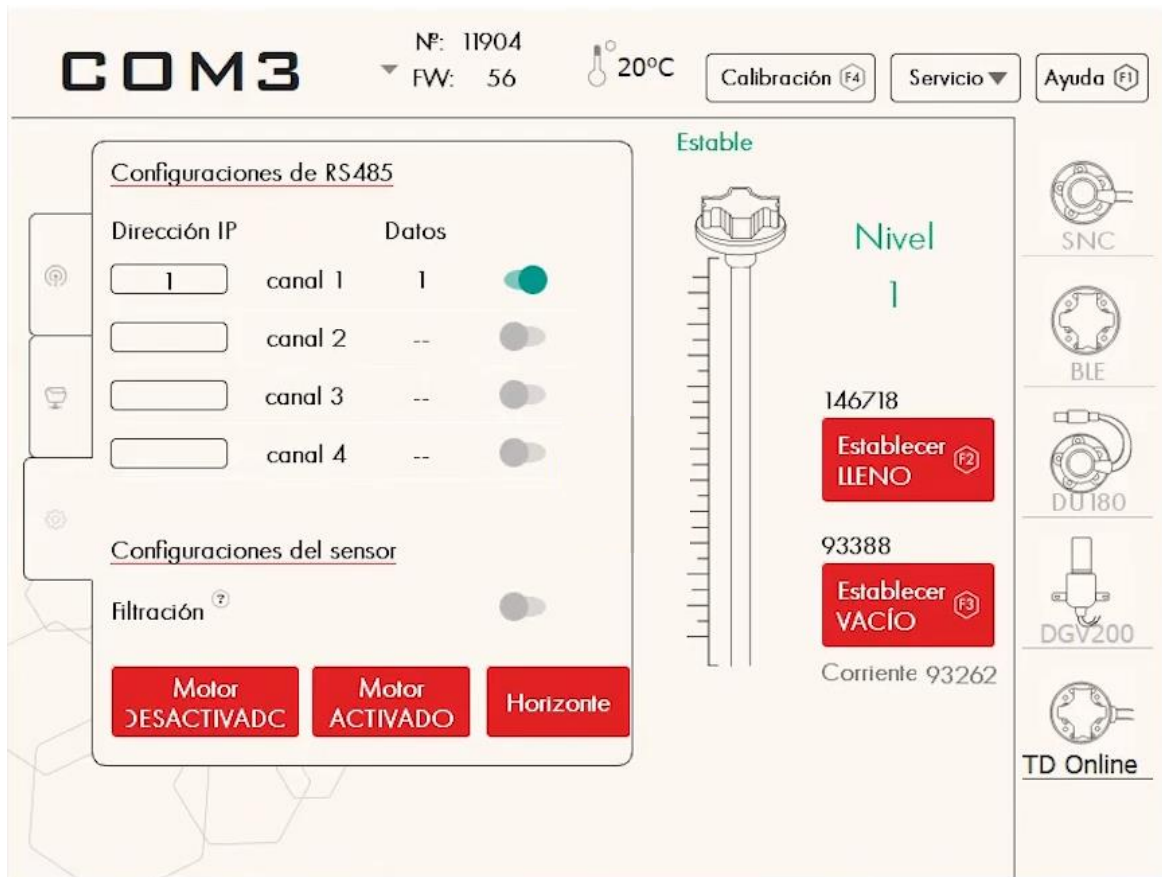 COM3
Nº: 11904
FW: 56
20ºC
Calibración F4
Servicio
Ayuda F1
Configuraciones de RS485
Dirección IP Datos
1 canal 1 1
canal 2 --
canal 3 --
canal 4 --
Configuraciones del sensor
Filtración ?
Motor
DESACTIVADO
Motor
ACTIVADO
Horizonte
Estable
Nivel
1
146718
Establecer F2
LLENO
93388
Establecer F3
VACÍO
Corriente 93262
SNC
BLE
DU180
DGV200
TD Online